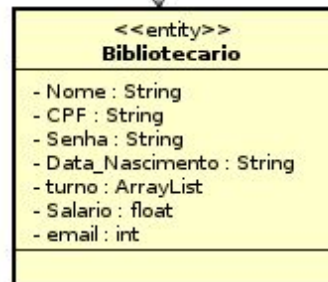 <<entity>>
Bibliotecario
- Nome : String
- CPF : String
- Senha : String
- Data_Nascimento : String
- turno : ArrayList
- Salario : float
- email : int